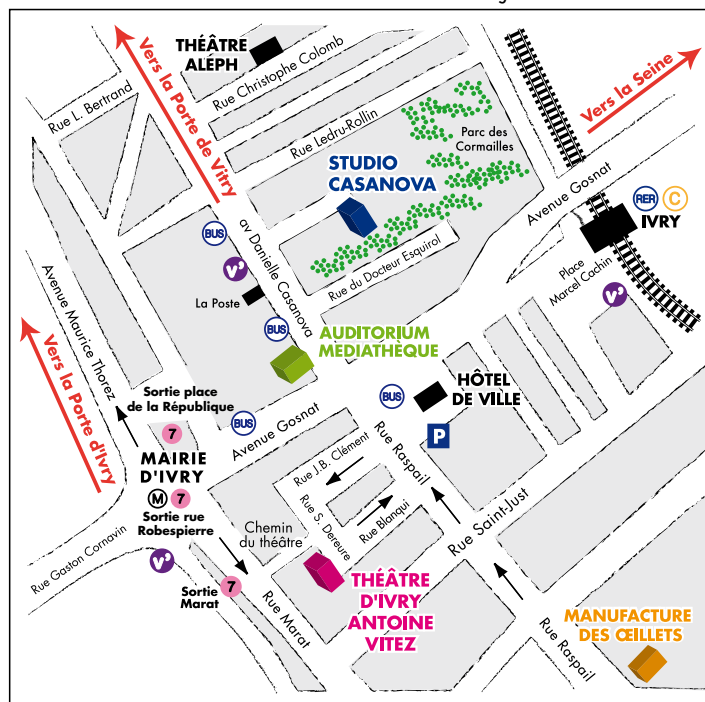 THÉÂTRE
ALÉPH
Rue Christophe Colomb
Vers la Porte de Vitry
Vers la Seine
Rue L. Bertrand
Rue Ledru-Rollin
Parc des
Cormailles
STUDIO
CASANOVA
Avenue Gosnat
RER C
IVRY
BUS
av Danielle Casanova
Rue du Docteur Esquirol
Place
Marcel Cachin
V'
V'
La Poste
Avenue Maurice Thorez
BUS
AUDITORIUM
MEDIATHÈQUE
Vers la Porte d'Ivry
Sortie place
de la République
7
HÔTEL
DE VILLE
BUS
BUS
Avenue Gosnat
P
MAIRIE
D'IVRY
M 7
Sortie rue
Robespierre
Rue J.B. Clément
Rue Raspail
Rue S. Dereure
Rue Blanqui
Rue Saint-Just
Chemin
du théâtre
Rue Gaston Cornavin
V'
Sortie
Marat
7
Rue Marat
THÉÂTRE
D'IVRY
ANTOINE
VITEZ
MANUFACTURE
DES ŒILLETS
Rue Raspail